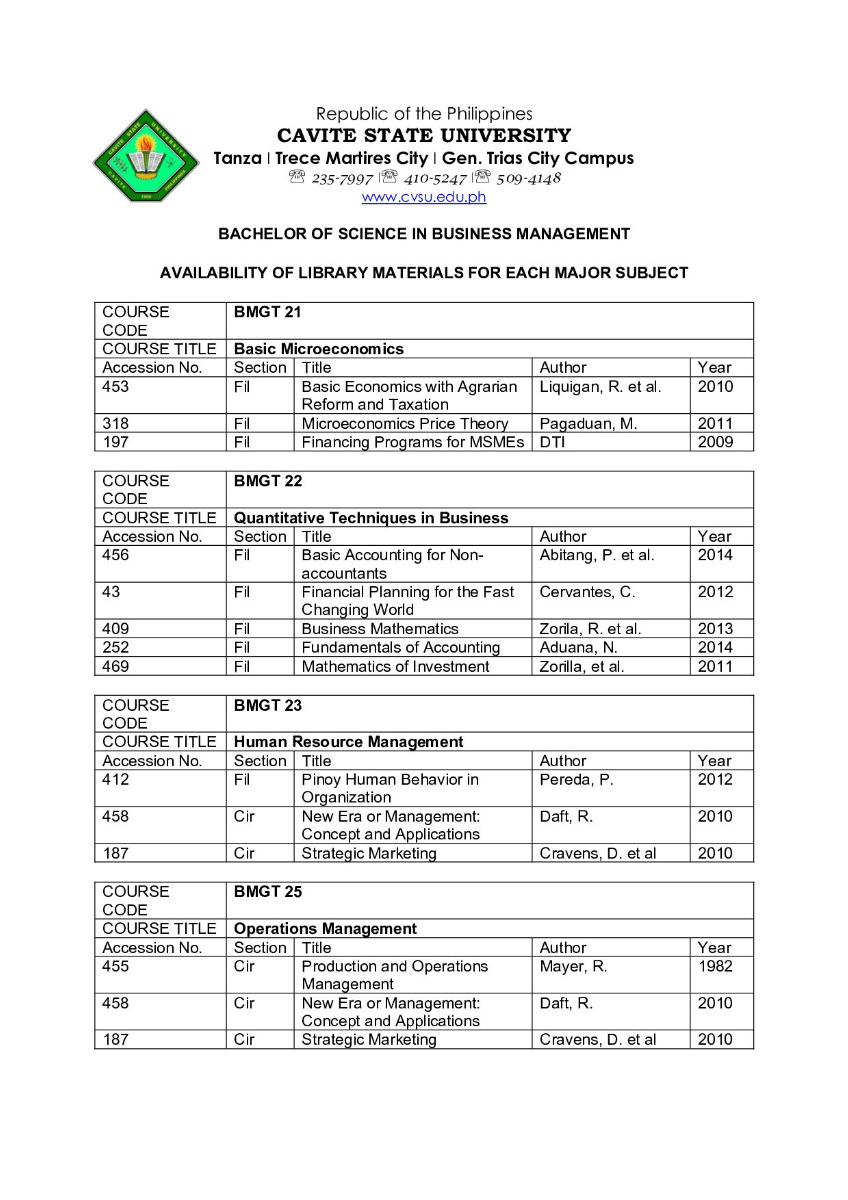 Republic of the Philippines
CAVITE STATE UNIVERSITY
Tanza | Trece Martires City | Gen. Trias City Campus
☏ 235-7997 |☏ 410-5247 |☏ 509-4148
www.cvsu.edu.ph
CAVITE STATE UNIVERSITY
CAVITE PHILIPPINES
BACHELOR OF SCIENCE IN BUSINESS MANAGEMENT
AVAILABILITY OF LIBRARY MATERIALS FOR EACH MAJOR SUBJECT
COURSE BMGT 21
CODE
COURSE TITLE Basic Microeconomics
Accession No. Section Title Author Year
453 Fil Basic Economics with Agrarian Liquigan, R. et al. 2010
Reform and Taxation
318 Fil Microeconomics Price Theory Pagaduan, M. 2011
197 Fil Financing Programs for MSMEs DTI 2009
COURSE BMGT 22
CODE
COURSE TITLE Quantitative Techniques in Business
Accession No. Section Title Author Year
456 Fil Basic Accounting for Non- Abitang, P. et al. 2014
accountants
43 Fil Financial Planning for the Fast Cervantes, C. 2012
Changing World
409 Fil Business Mathematics Zorila, R. et al. 2013
252 Fil Fundamentals of Accounting Aduana, N. 2014
469 Fil Mathematics of Investment Zorilla, et al. 2011
COURSE BMGT 23
CODE
COURSE TITLE Human Resource Management
Accession No. Section Title Author Year
412 Fil Pinoy Human Behavior in Pereda, P. 2012
Organization
458 Cir New Era or Management: Daft, R. 2010
Concept and Applications
187 Cir Strategic Marketing Cravens, D. et al 2010
COURSE BMGT 25
CODE
COURSE TITLE Operations Management
Accession No. Section Title Author Year
455 Cir Production and Operations Mayer, R. 1982
Management
458 Cir New Era or Management: Daft, R. 2010
Concept and Applications
187 Cir Strategic Marketing Cravens, D. et al 2010